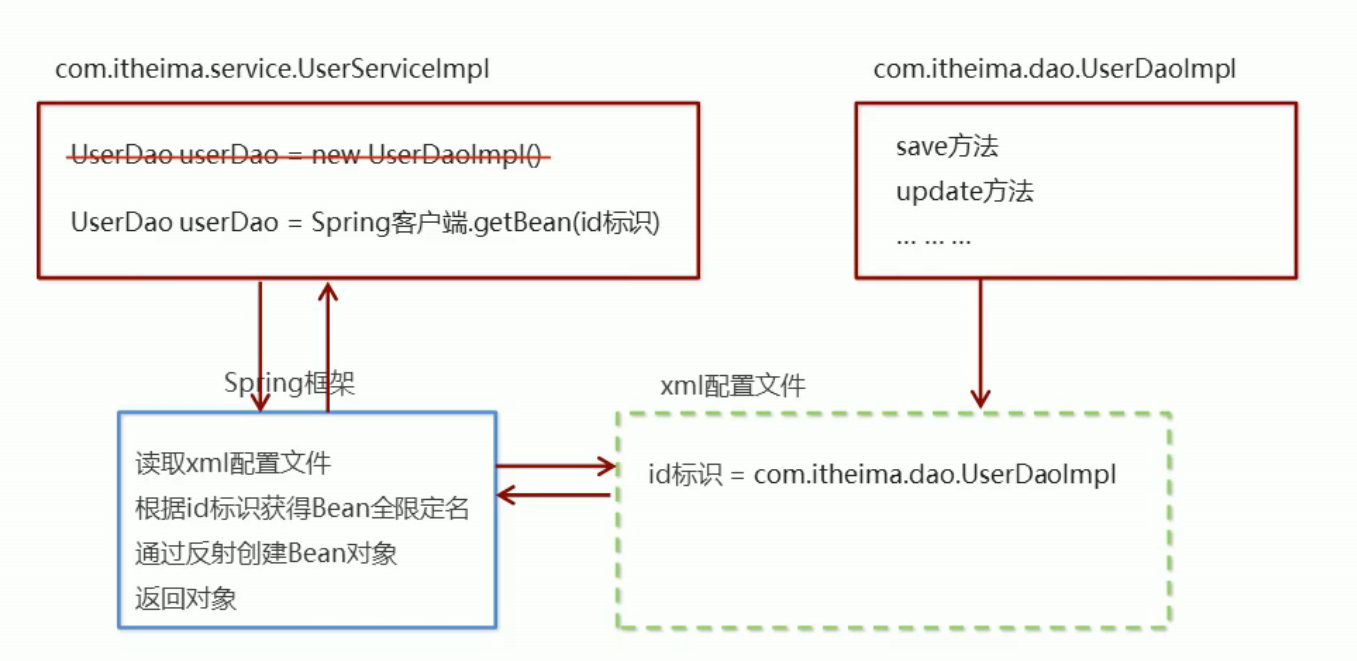 com.itheima.service.UserServiceImpl
UserDao userDao = new UserDaoImpl()
UserDao userDao = Spring客户端.getBean(id标识)
com.itheima.dao.UserDaoImpl
save方法
update方法
... ... ...
Spring框架
读取xml配置文件
根据id标识获得Bean全限定名
通过反射创建Bean对象
返回对象
xml配置文件
id标识 = com.itheima.dao.UserDaoImpl